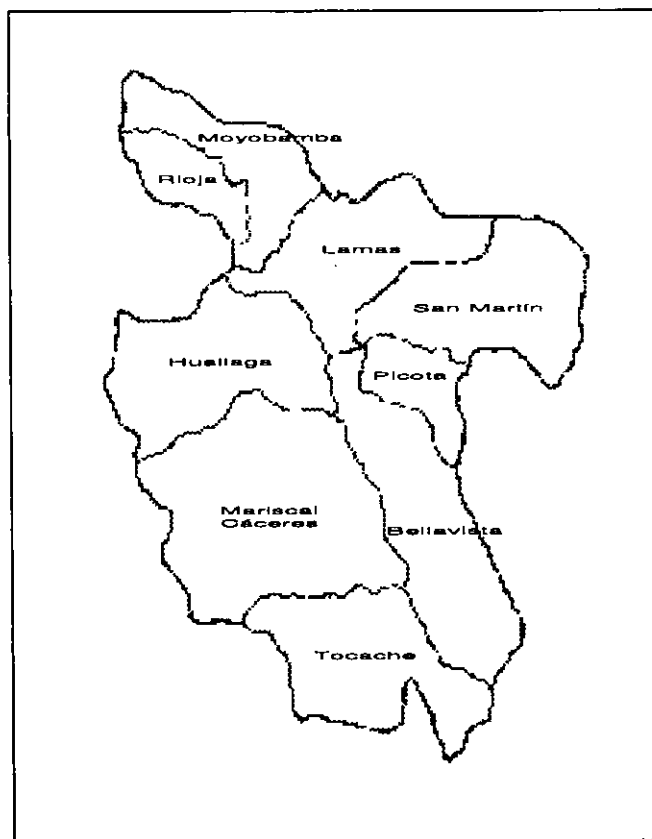 Moyobamba
Rioja
Lamas
San Martín
Huallaga
Picota
Mariscal
Cáceres
Bellavista
Tocache